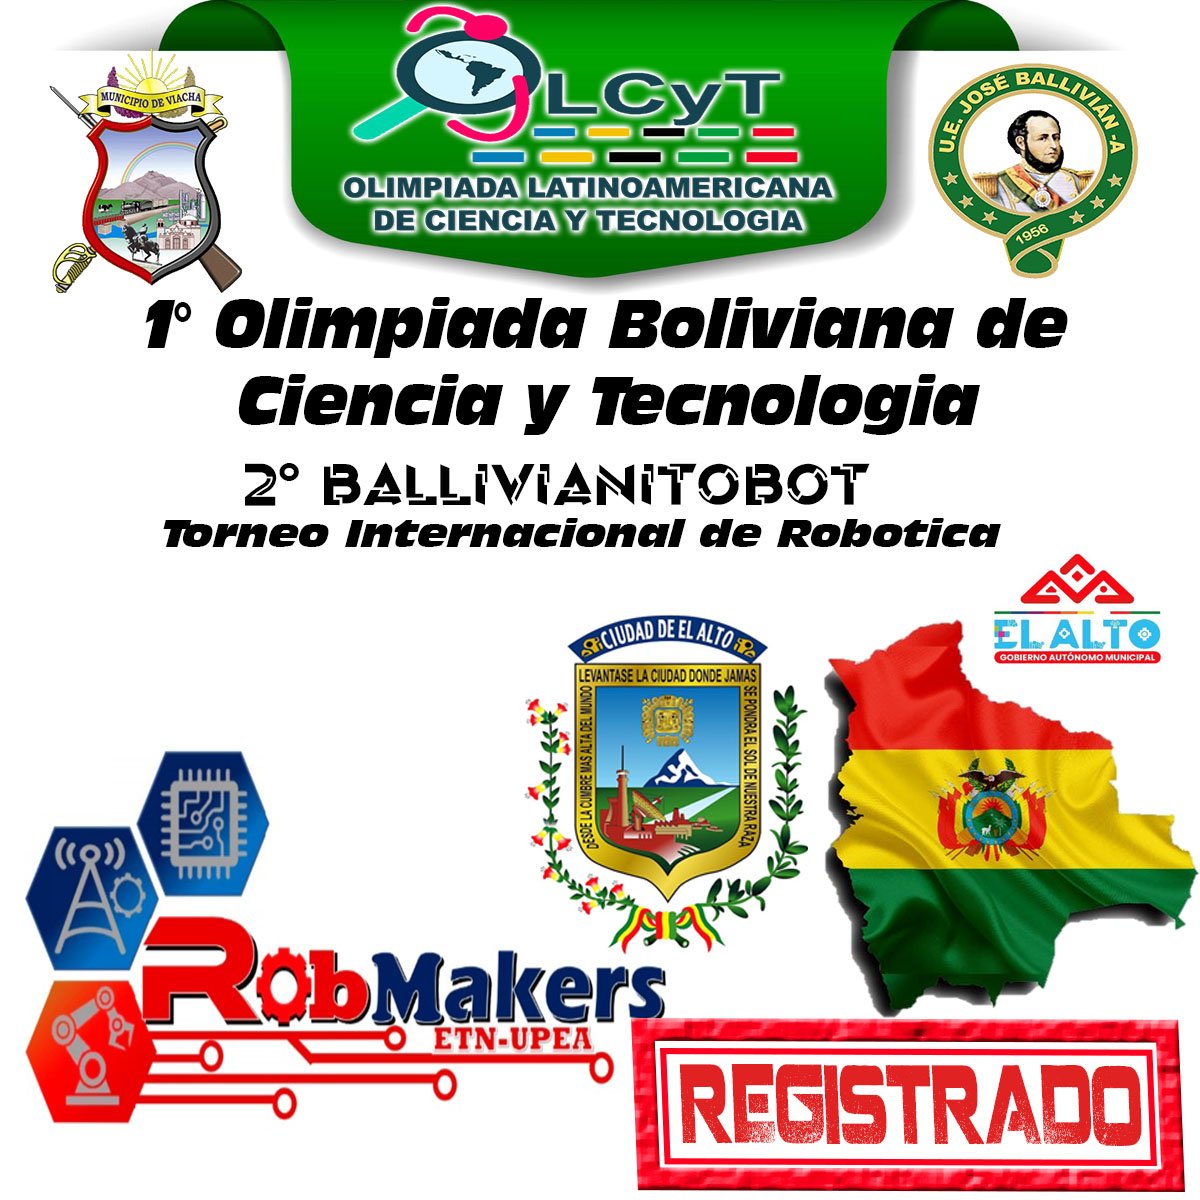 MUNICIPIO DE VIACHA
OLCyT
OLIMPIADA LATINOAMERICANA
DE CIENCIA Y TECNOLOGIA
U.E. JOSÉ BALLIVIÁN -A
1956
1° Olimpiada Boliviana de
Ciencia y Tecnologia
2° BALLIVIANITOBOT
Torneo Internacional de Robotica
EL ALTO
GOBIERNO AUTÓNOMO MUNICIPAL
CIUDAD DE EL ALTO
LEVANTASE LA CIUDAD DONDE JAMAS
SE PONDRA EL SOL DE NUESTRA RAZA
DESDE LA CUMBRE MAS ALTA DEL MUNDO
RobMakers
ETN-UPEA
REGISTRADO